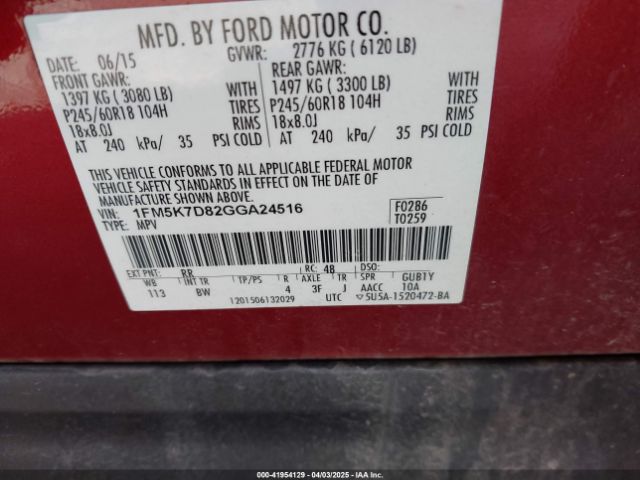 MFD. BY FORD MOTOR CO.
DATE: 06/15 GVWR: 2776 KG ( 6120 LB)
FRONT GAWR: REAR GAWR:
1397 KG ( 3080 LB) WITH 1497 KG ( 3300 LB) WITH
P245/60R18 104H TIRES P245/60R18 104H TIRES
18x8.0J RIMS 18x8.0J RIMS
AT 240 kPa/ 35 PSI COLD AT 240 kPa/ 35 PSI COLD
THIS VEHICLE CONFORMS TO ALL APPLICABLE FEDERAL MOTOR
VEHICLE SAFETY STANDARDS IN EFFECT ON THE DATE OF
MANUFACTURE SHOWN ABOVE.
VIN: 1FM5K7D82GGA24516 F0286
TYPE: MPV T0259
EXT PNT: RR RC: 48 DSO:
WB INT TR TP/PS R AXLE TR SPR GUBTY
113 BW 4 3F J AACC 10A
1201506132029 UTC 5U5A-1520472-BA
000-41954129 - 04/03/2025 - IAAI.com